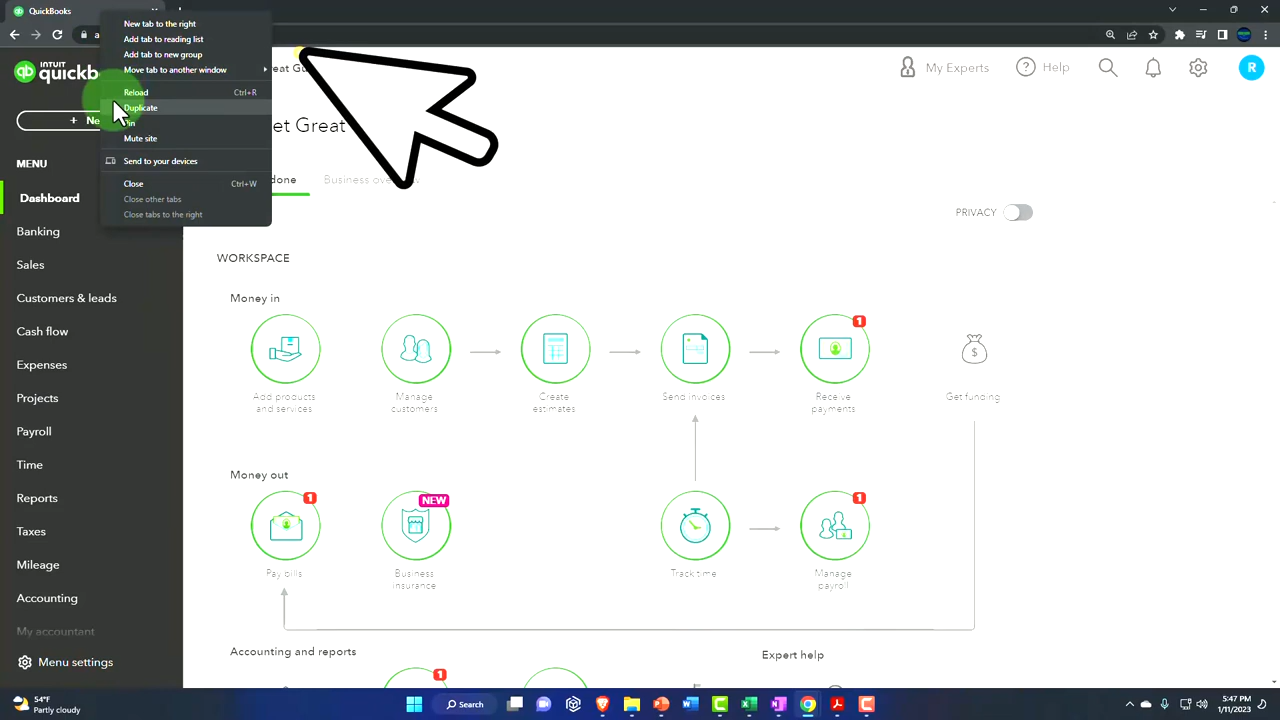 QuickBooks
New tab to the right
Add tab to reading list
Add tab to new group
Move tab to another window
Reload Ctrl+R
Duplicate
Mute site
Send to your devices
Close Ctrl+W
Close other tabs
Close tabs to the right
INTUIT
My Experts
Help
R
et Great
MENU
PRIVACY
Dashboard
Banking
Sales
Customers & leads
Cash flow
Expenses
Projects
Payroll
Time
Reports
Taxes
Mileage
Accounting
My accountant
Menu settings
WORKSPACE
Money in
1
Add products
and services
Manage
customers
Create
estimates
Send invoices
Receive
payments
$
Get funding
Money out
1
NEW
1
Pay bills
Business
insurance
Track time
Manage
payroll
Accounting and reports
Expert help
1
54°F
Partly cloudy
Search
5:47 PM
1/11/2023